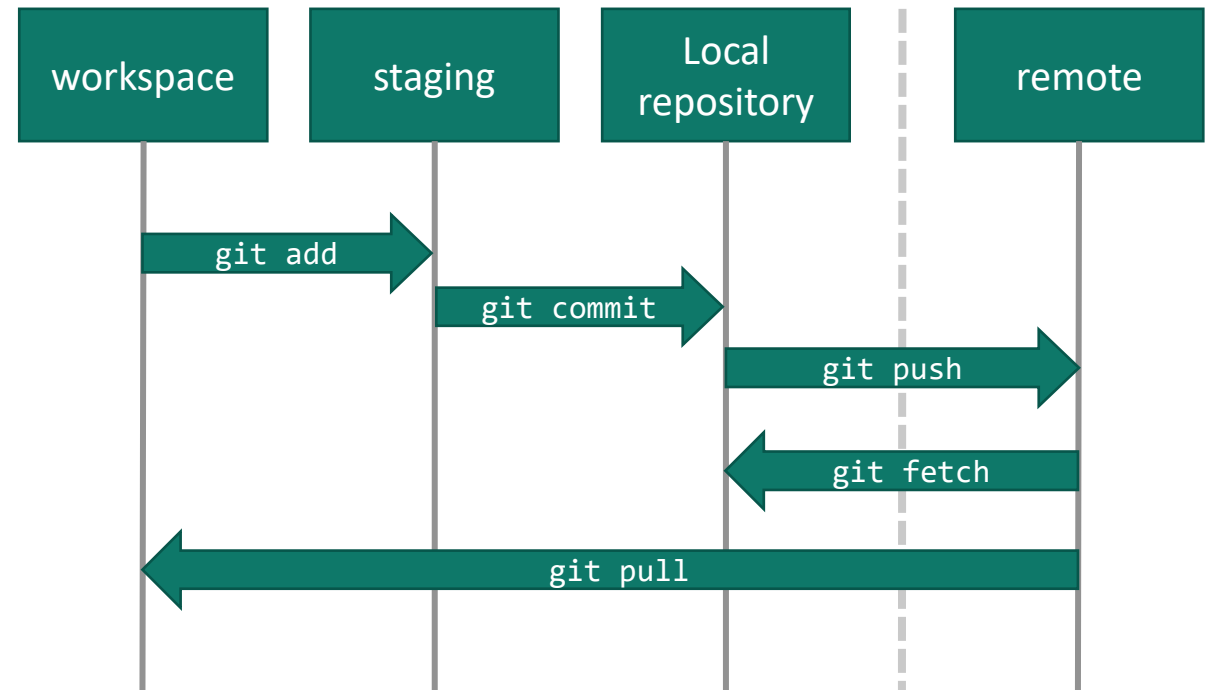 workspace
staging
Local
repository
remote
git add
git commit
git push
git fetch
git pull